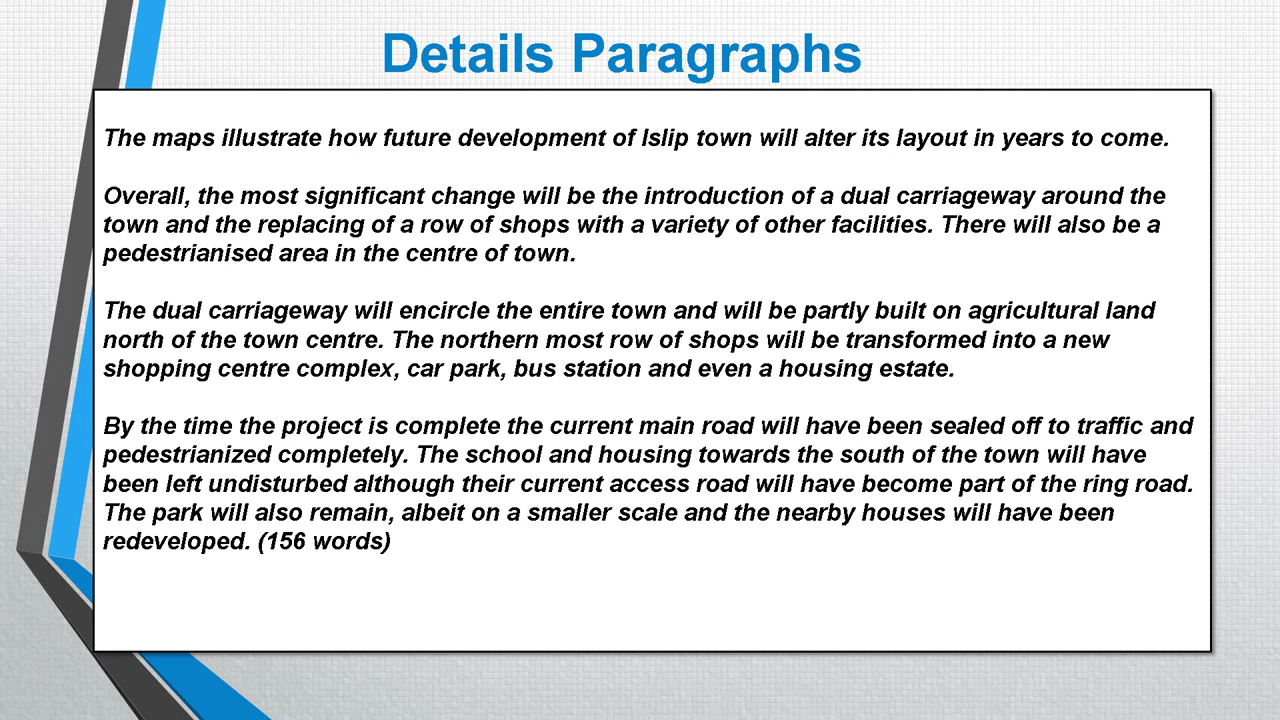 Details Paragraphs
The maps illustrate how future development of Islip town will alter its layout in years to come.
Overall, the most significant change will be the introduction of a dual carriageway around the
town and the replacing of a row of shops with a variety of other facilities. There will also be a
pedestrianised area in the centre of town.
The dual carriageway will encircle the entire town and will be partly built on agricultural land
north of the town centre. The northern most row of shops will be transformed into a new
shopping centre complex, car park, bus station and even a housing estate.
By the time the project is complete the current main road will have been sealed off to traffic and
pedestrianized completely. The school and housing towards the south of the town will have
been left undisturbed although their current access road will have become part of the ring road.
The park will also remain, albeit on a smaller scale and the nearby houses will have been
redeveloped. (156 words)